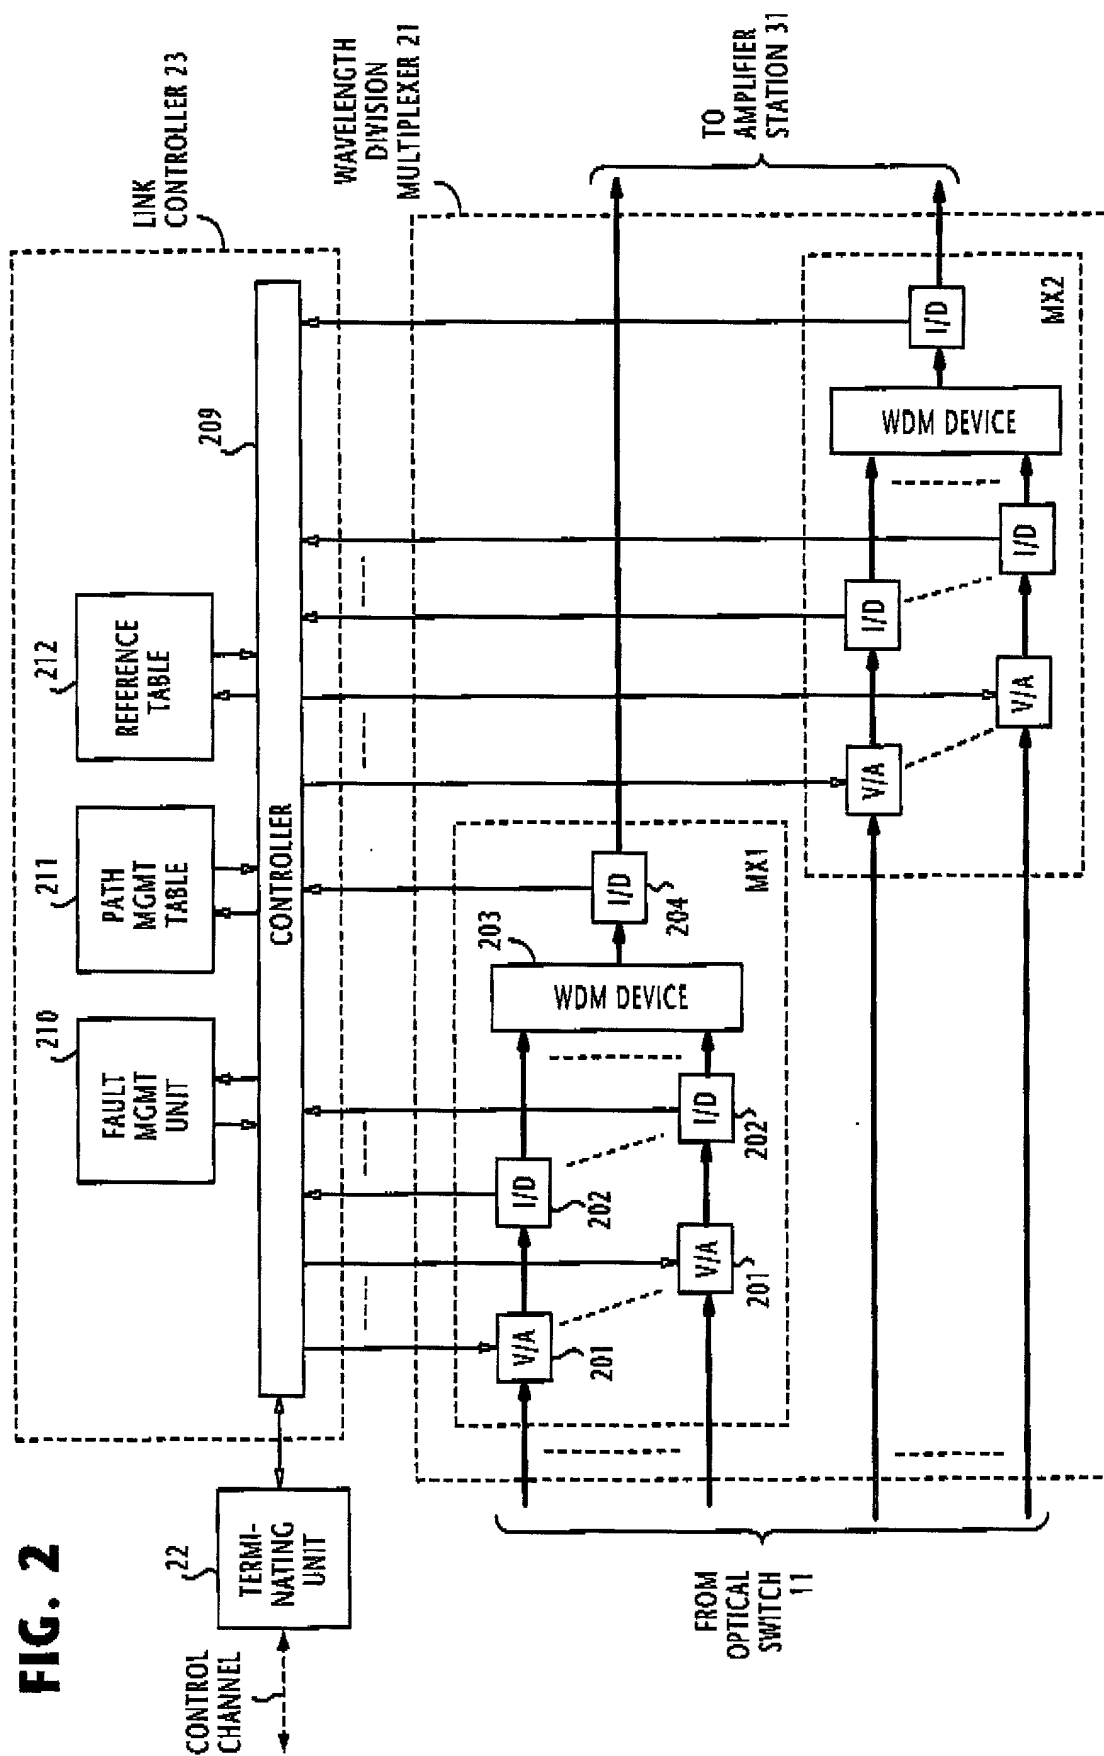 FIG. 2
CONTROL
CHANNEL
22
TERMI-
NATING
UNIT
LINK
CONTROLLER 23
210
FAULT
MGMT
UNIT
211
PATH
MGMT
TABLE
212
REFERENCE
TABLE
CONTROLLER
209
WAVELENGTH
DIVISION
MULTIPLEXER 21
FROM
OPTICAL
SWITCH
11
V/A
201
I/D
202
V/A
201
I/D
202
203
WDM DEVICE
I/D
204
MX1
V/A
I/D
V/A
I/D
WDM DEVICE
I/D
MX2
TO
AMPLIFIER
STATION 31